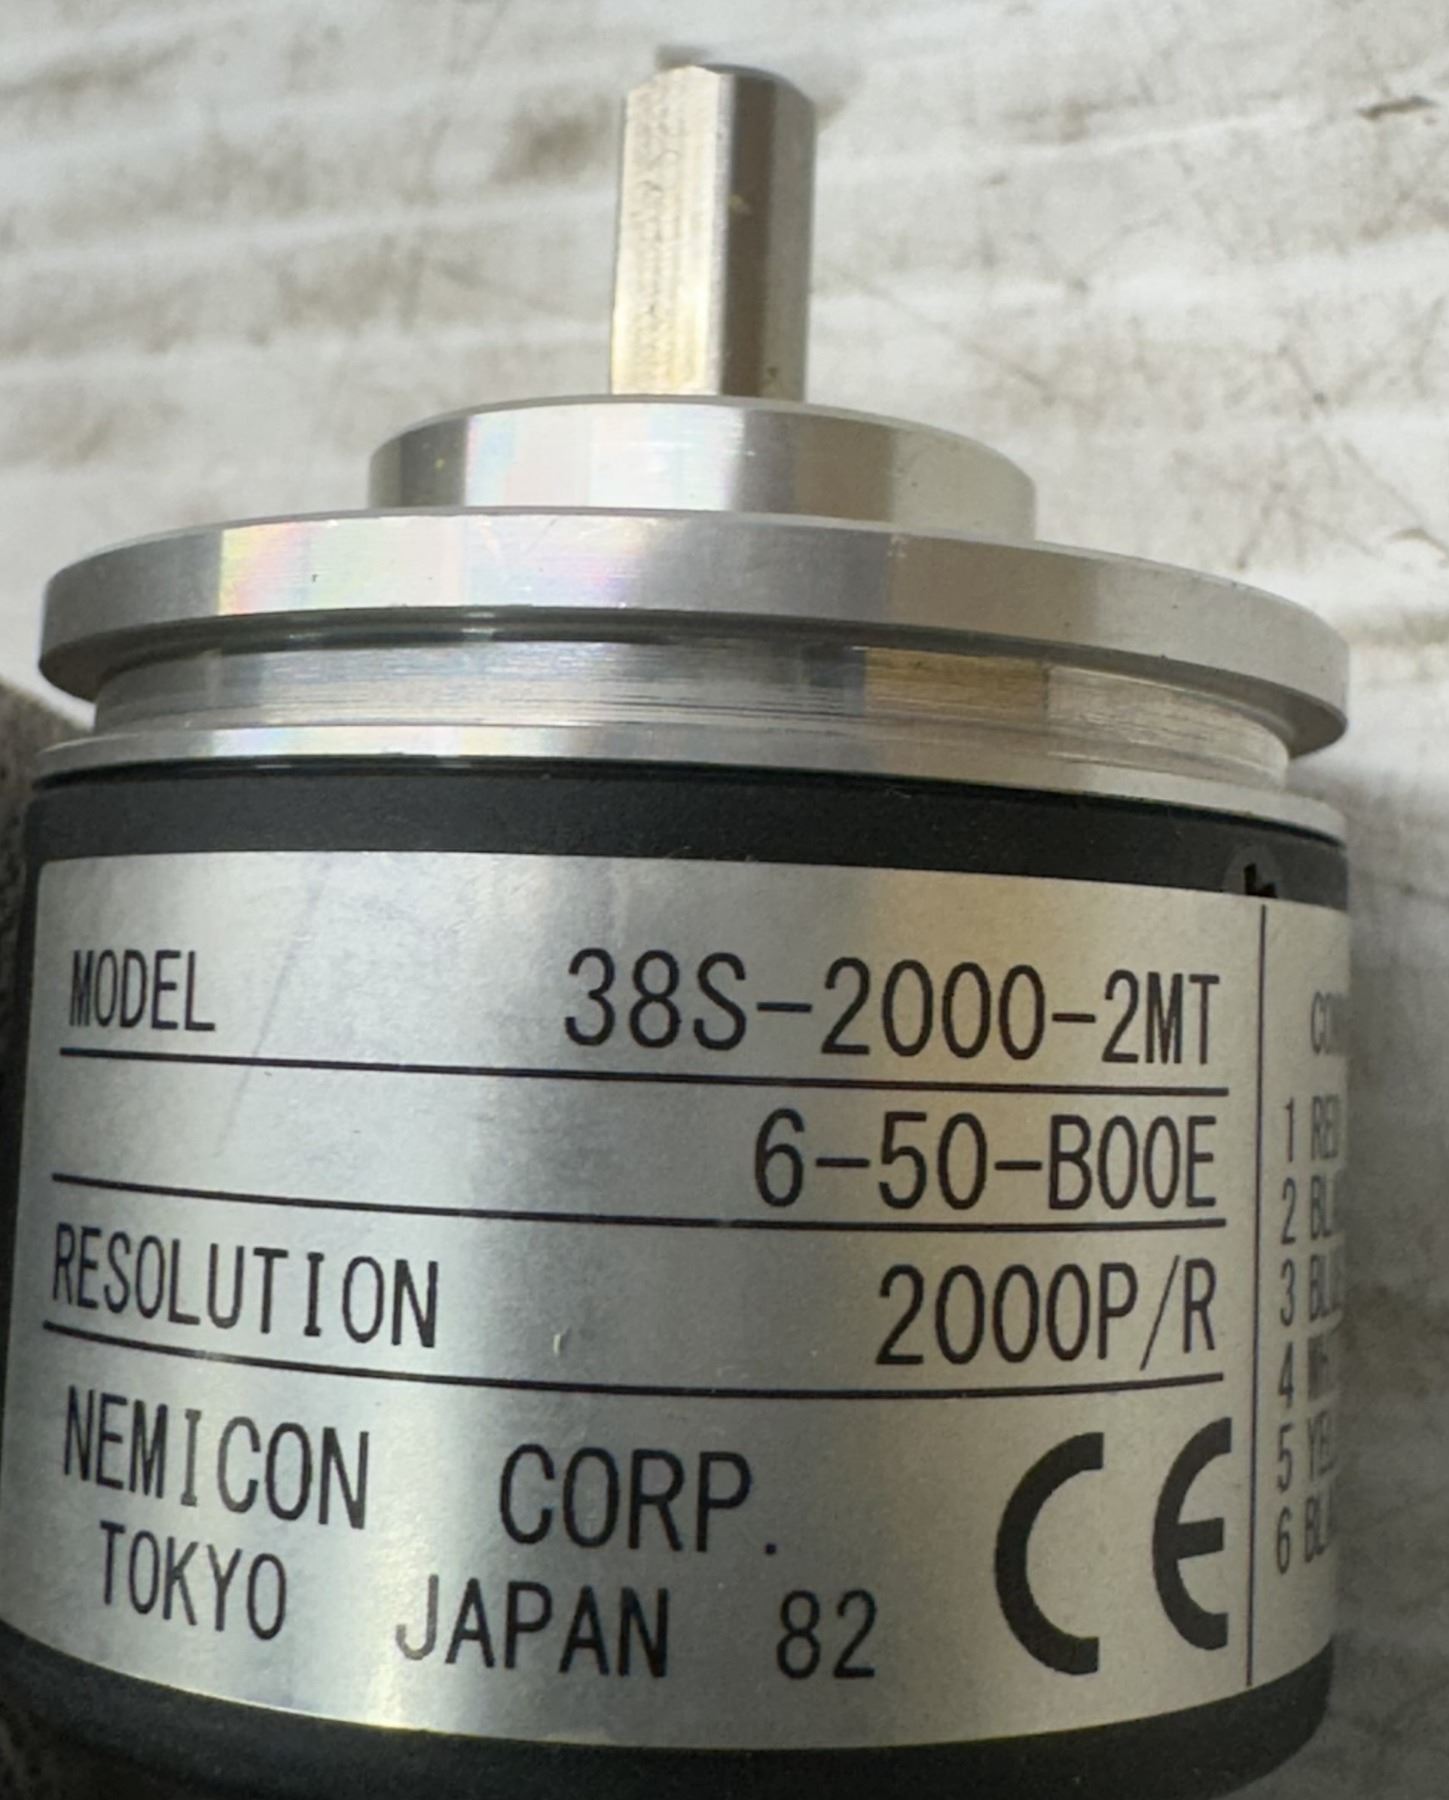 MODEL 38S-2000-2MT
6-50-B00E
RESOLUTION 2000P/R
NEMICON CORP.
TOKYO JAPAN 82
CE
1
2
3
4
5
6